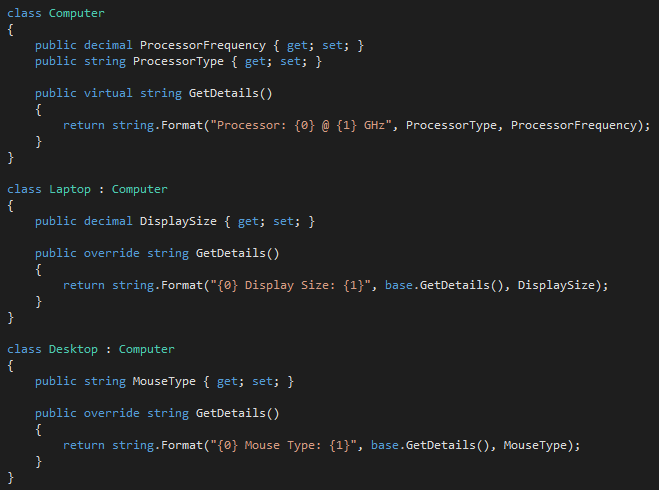 class Computer
{
    public decimal ProcessorFrequency { get; set; }
    public string ProcessorType { get; set; }

    public virtual string GetDetails()
    {
        return string.Format("Processor: {0} @ {1} GHz", ProcessorType, ProcessorFrequency);
    }
}

class Laptop : Computer
{
    public decimal DisplaySize { get; set; }

    public override string GetDetails()
    {
        return string.Format("{0} Display Size: {1}", base.GetDetails(), DisplaySize);
    }
}

class Desktop : Computer
{
    public string MouseType { get; set; }

    public override string GetDetails()
    {
        return string.Format("{0} Mouse Type: {1}", base.GetDetails(), MouseType);
    }
}